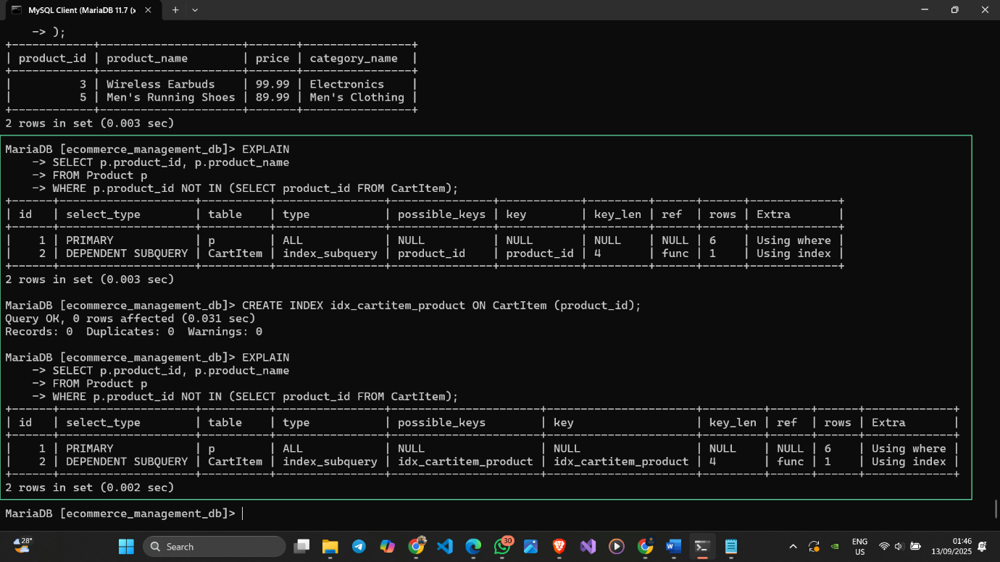 MySQL Client (MariaDB 11.7 (x
-> );
+------------+---------------------+-------+----------------+
| product_id | product_name        | price | category_name  |
+------------+---------------------+-------+----------------+
|          3 | Wireless Earbuds    | 99.99 | Electronics    |
|          5 | Men's Running Shoes | 89.99 | Men's Clothing |
+------------+---------------------+-------+----------------+
2 rows in set (0.003 sec)
MariaDB [ecommerce_management_db]> EXPLAIN
-> SELECT p.product_id, p.product_name
-> FROM Product p
-> WHERE p.product_id NOT IN (SELECT product_id FROM CartItem);
+------+--------------------+----------+----------------+---------------+------------+---------+------+------+-------------+
| id   | select_type        | table    | type           | possible_keys | key        | key_len | ref  | rows | Extra       |
+------+--------------------+----------+----------------+---------------+------------+---------+------+------+-------------+
|    1 | PRIMARY            | p        | ALL            | NULL          | NULL       | NULL    | NULL | 6    | Using where |
|    2 | DEPENDENT SUBQUERY | CartItem | index_subquery | product_id    | product_id | 4       | func | 1    | Using index |
+------+--------------------+----------+----------------+---------------+------------+---------+------+------+-------------+
2 rows in set (0.003 sec)
MariaDB [ecommerce_management_db]> CREATE INDEX idx_cartitem_product ON CartItem (product_id);
Query OK, 0 rows affected (0.031 sec)
Records: 0  Duplicates: 0  Warnings: 0
MariaDB [ecommerce_management_db]> EXPLAIN
-> SELECT p.product_id, p.product_name
-> FROM Product p
-> WHERE p.product_id NOT IN (SELECT product_id FROM CartItem);
+------+--------------------+----------+----------------+----------------------+----------------------+---------+------+------+-------------+
| id   | select_type        | table    | type           | possible_keys        | key                  | key_len | ref  | rows | Extra       |
+------+--------------------+----------+----------------+----------------------+----------------------+---------+------+------+-------------+
|    1 | PRIMARY            | p        | ALL            | NULL                 | NULL                 | NULL    | NULL | 6    | Using where |
|    2 | DEPENDENT SUBQUERY | CartItem | index_subquery | idx_cartitem_product | idx_cartitem_product | 4       | func | 1    | Using index |
+------+--------------------+----------+----------------+----------------------+----------------------+---------+------+------+-------------+
2 rows in set (0.002 sec)
MariaDB [ecommerce_management_db]>
28°
Search
30
ENG
US
01:46
13/09/2025